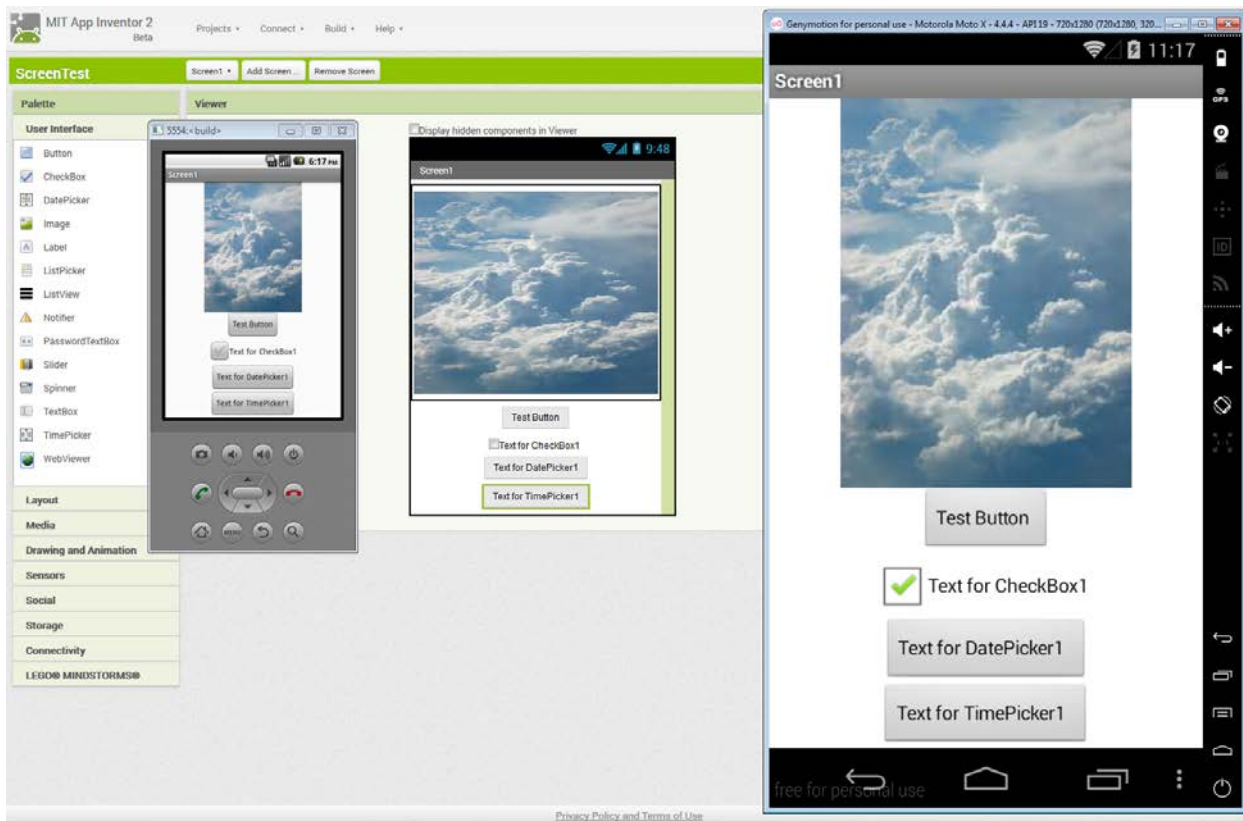 MIT App Inventor 2
Beta
Projects
Connect
Build
Help
ScreenTest
Screen1
Add Screen ...
Remove Screen
Palette
Viewer
User Interface
Button
CheckBox
DatePicker
Image
Label
ListPicker
ListView
Notifier
PasswordTextBox
Slider
Spinner
TextBox
TimePicker
WebViewer
Layout
Media
Drawing and Animation
Sensors
Social
Storage
Connectivity
LEGO® MINDSTORMS®
5554:<build>
6:17 PM
Screen1
Test Button
Text for CheckBox1
Text for DatePicker1
Text for TimePicker1
MENU
Display hidden components in Viewer
9:48
Screen1
Test Button
Text for CheckBox1
Text for DatePicker1
Text for TimePicker1
Genymotion for personal use - Motorola Moto X - 4.4.4 - API 19 - 720x1280 (720x1280, 320...
11:17
Screen1
GPS
ID
Test Button
Text for CheckBox1
Text for DatePicker1
Text for TimePicker1
free for personal use
Privacy Policy and Terms of Use